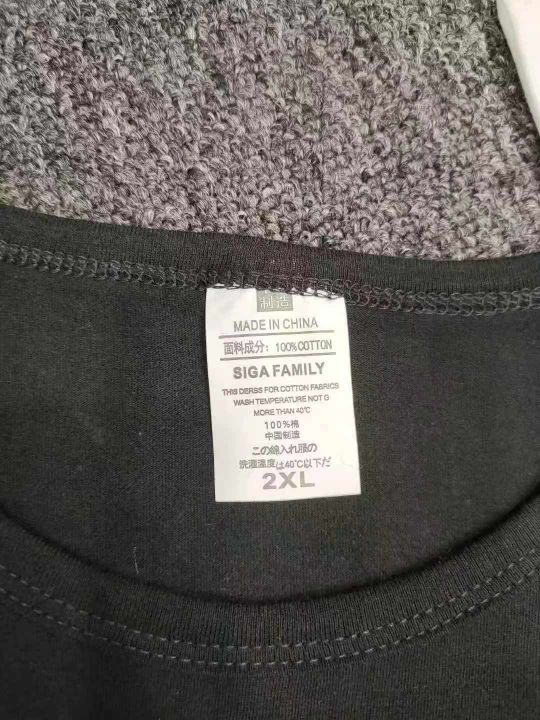 制造
MADE IN CHINA
面料成分：100%COTTON
SIGA FAMILY
THIS DERSS FOR COTTON FABRICS
WASH TEMPERATURE NOT G
MORE THAN 40℃
100%棉
中国制造
この綿入れ服の
洗濯温度は40℃以下だ
2XL